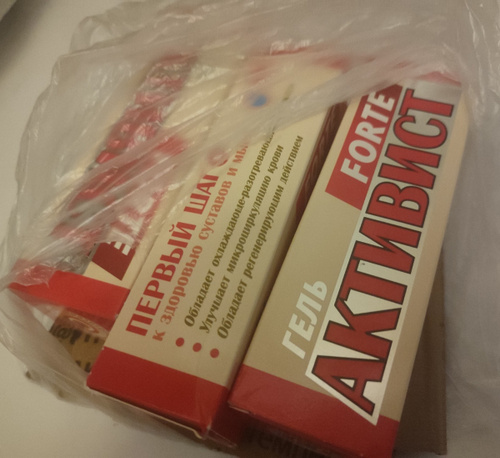 ПЕРВЫЙ ШАГ
к здоровью суставов и
• Обладает охлаждающе-разогревающим
• Улучшает микроциркуляцию крови
• Обладает регенерирующим действием
ГЕЛЬ
АКТИВИСТ
FORTE